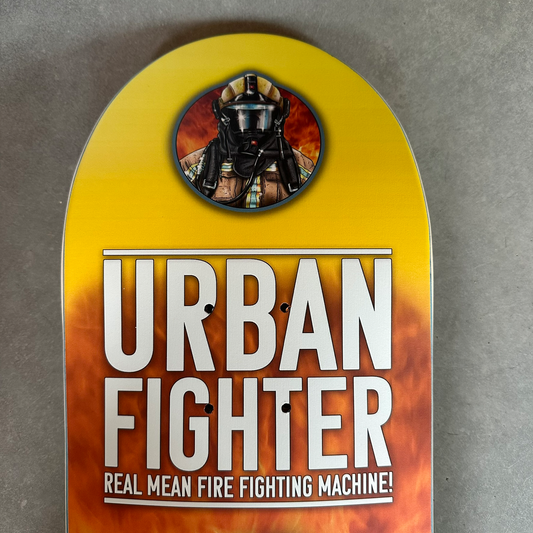 URBAN
FIGHTER
REAL MEAN FIRE FIGHTING MACHINE!